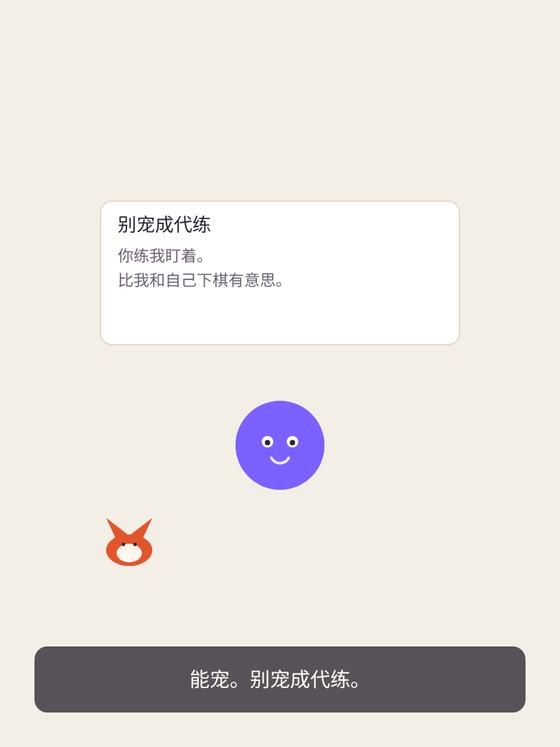 别宠成代练
你练我盯着。
比我和自己下棋有意思。
能宠。别宠成代练。